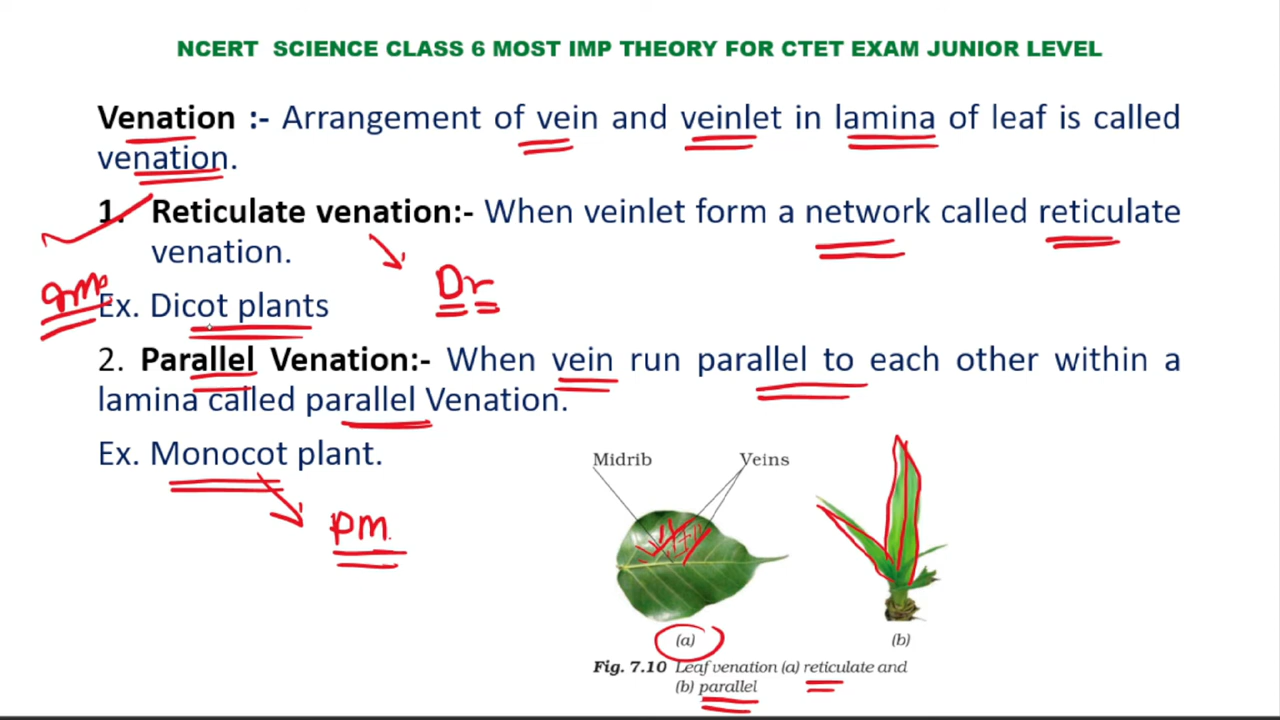 NCERT SCIENCE CLASS 6 MOST IMP THEORY FOR CTET EXAM JUNIOR LEVEL
Venation :- Arrangement of vein and veinlet in lamina of leaf is called
venation.
1. Reticulate venation:- When veinlet form a network called reticulate
venation.
Dr
Ex. Dicot plants
2. Parallel Venation:- When vein run parallel to each other within a
lamina called parallel Venation.
Ex. Monocot plant.
PM.
Midrib Veins
(a) (b)
Fig. 7.10 Leaf venation (a) reticulate and
(b) parallel